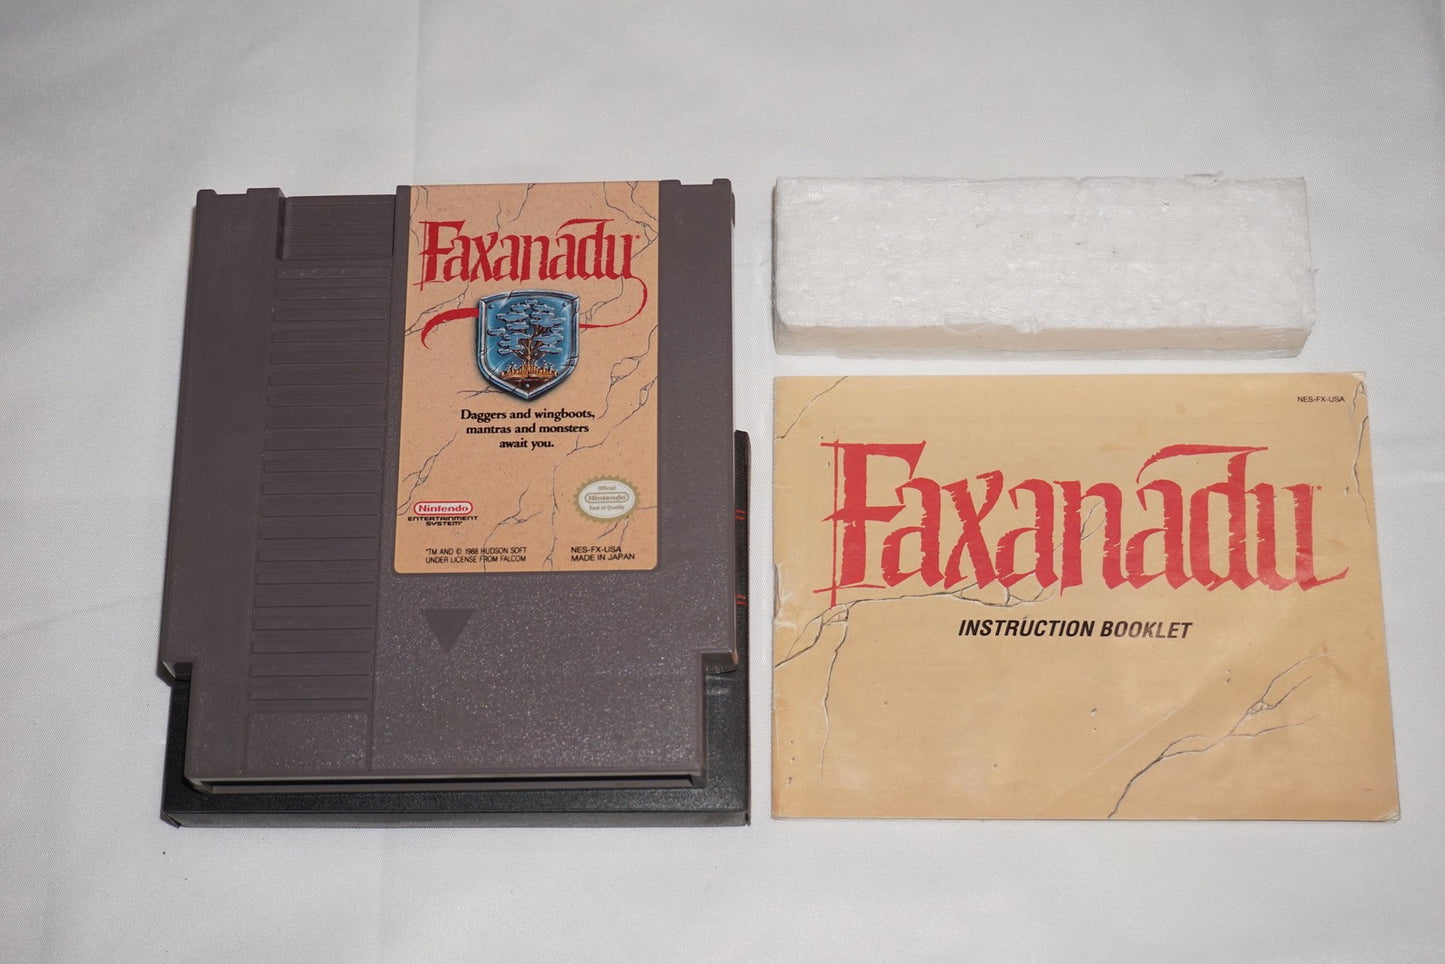 Faxanadu*
Daggers and wingboots,
mantras and monsters
await you.
Nintendo
ENTERTAINMENT
SYSTEM
Official
Nintendo
Seal of Quality
*TM AND © 1988 HUDSON SOFT
UNDER LICENSE FROM FALCOM
NES-FX-USA
MADE IN JAPAN
NES-FX-USA
Faxanadu*
INSTRUCTION BOOKLET